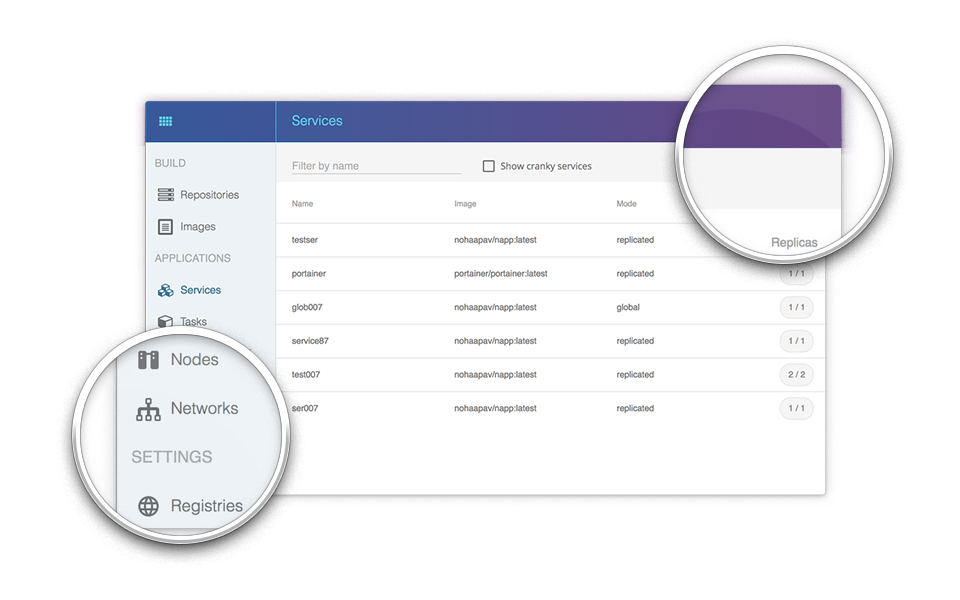 Services
BUILD
Repositories
Images
APPLICATIONS
Services
Tasks
Nodes
Networks
SETTINGS
Registries
Filter by name
Show cranky services
Name Image Mode Replicas
testser nohaapav/napp:latest replicated
portainer portainer/portainer:latest replicated 1 / 1
glob007 nohaapav/napp:latest global 1 / 1
service87 nohaapav/napp:latest replicated 1 / 1
test007 nohaapav/napp:latest replicated 2 / 2
ser007 nohaapav/napp:latest replicated 1 / 1